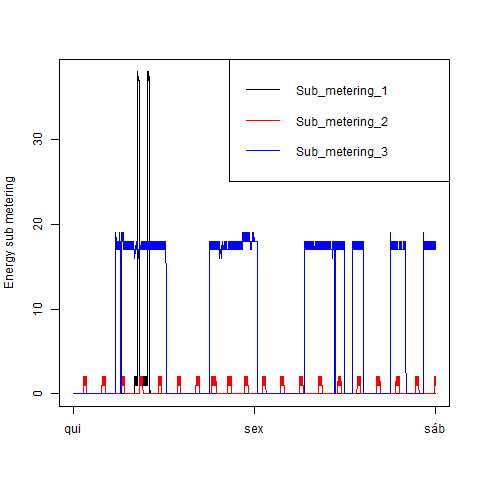 Sub_metering_1
Sub_metering_2
Sub_metering_3
Energy sub metering
30
20
10
0
qui sex sáb